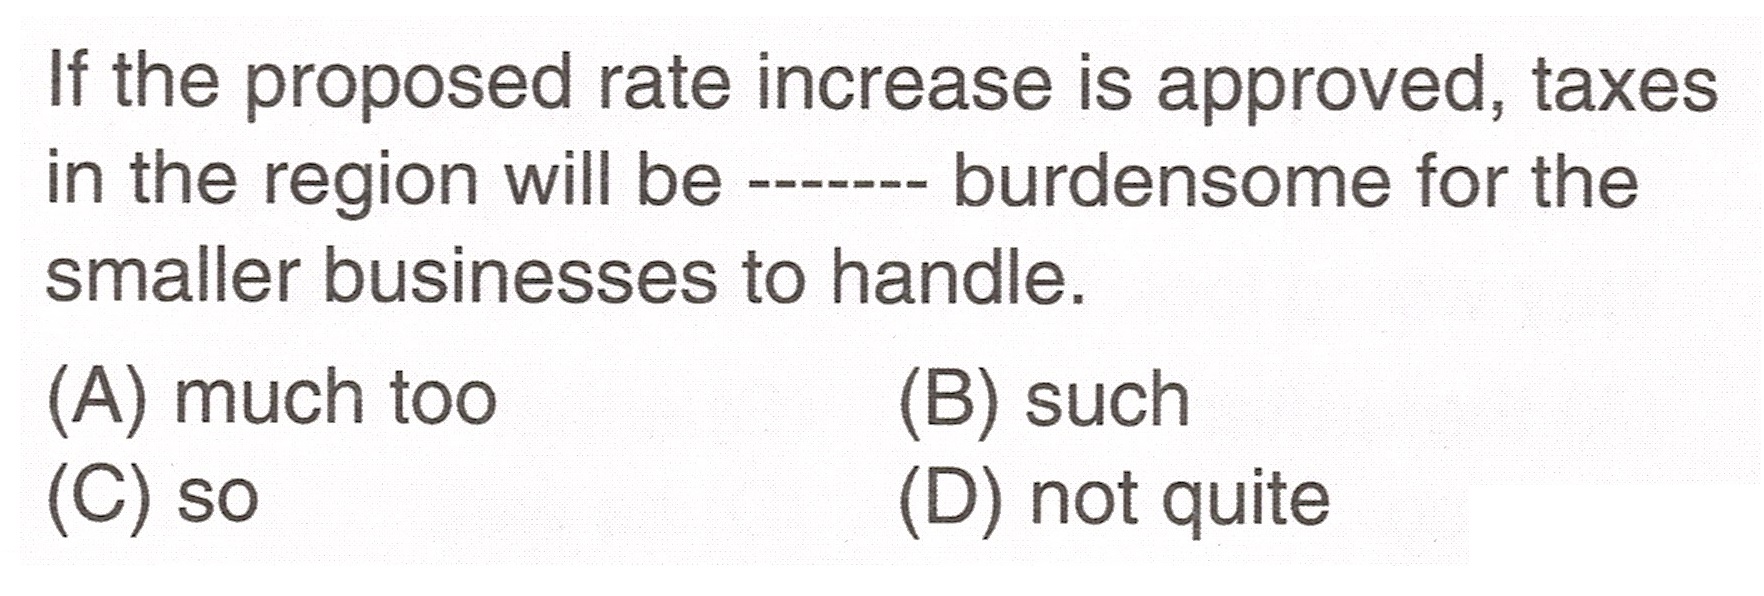 If the proposed rate increase is approved, taxes
in the region will be ------- burdensome for the
smaller businesses to handle.
(A) much too
(B) such
(C) so
(D) not quite